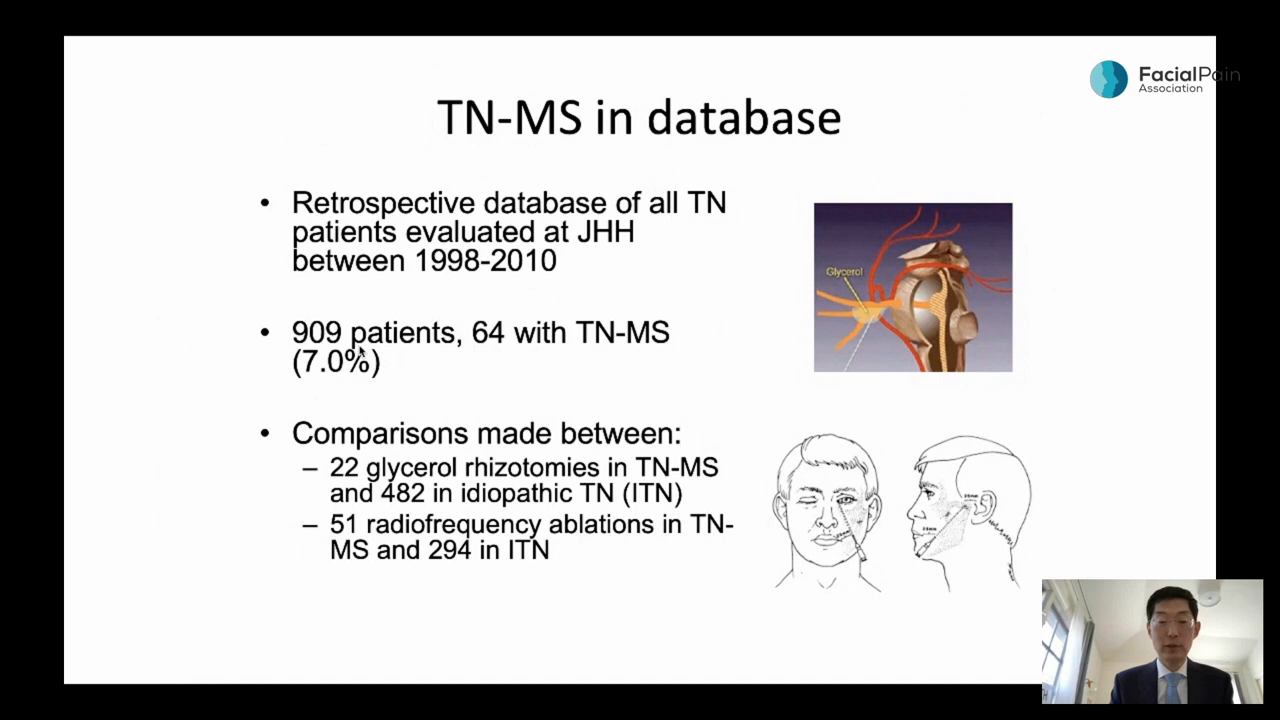 FacialPain
Association
TN-MS in database
• Retrospective database of all TN
patients evaluated at JHH
between 1998-2010
• 909 patients, 64 with TN-MS
(7.0%)
• Comparisons made between:
– 22 glycerol rhizotomies in TN-MS
and 482 in idiopathic TN (ITN)
– 51 radiofrequency ablations in TN-
MS and 294 in ITN
Glycerol